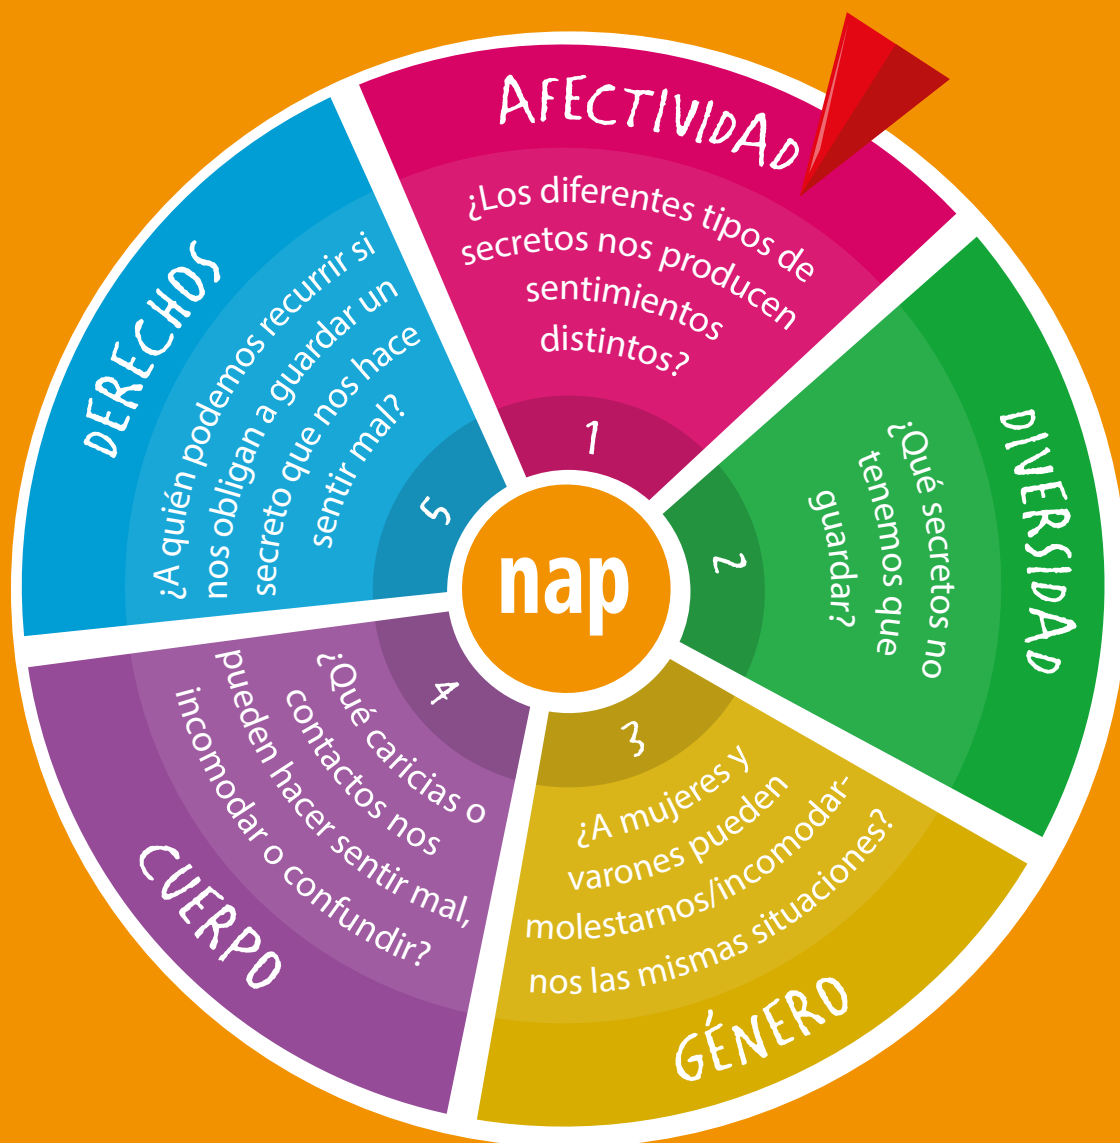 AFECTIVIDAD
¿Los diferentes tipos de
secretos nos producen
sentimientos
distintos?
1
DIVERSIDAD
¿Qué secretos no
tenemos que
guardar?
2
GÉNERO
¿A mujeres y
varones pueden
molestarnos/incomodar-
nos las mismas situaciones?
3
CUERPO
¿Qué caricias o
contactos nos
pueden hacer sentir mal,
incomodar o confundir?
4
DERECHOS
¿A quién podemos recurrir si
nos obligan a guardar un
secreto que nos hace
sentir mal?
5
nap